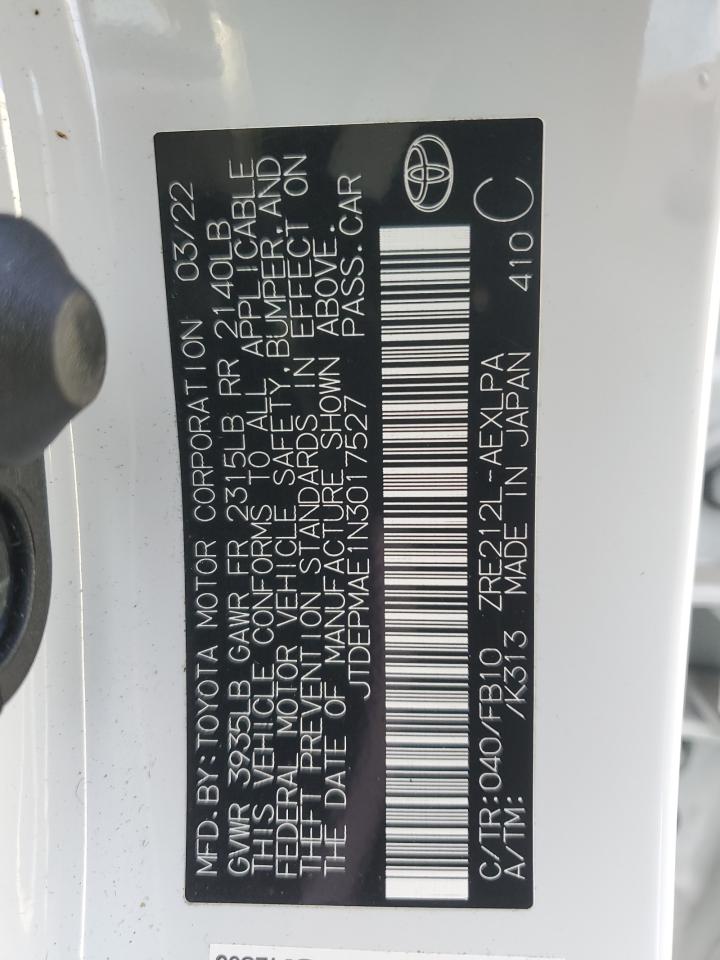 MFD.BY:TOYOTA MOTOR CORPORATION 03/22
GVWR 3935LB GAWR FR 2315LB RR 2140LB
THIS VEHICLE CONFORMS TO ALL APPLICABLE
FEDERAL MOTOR VEHICLE SAFETY,BUMPER,AND
THEFT PREVENTION STANDARDS IN EFFECT ON
THE DATE OF MANUFACTURE SHOWN ABOVE.
JTDEPMAE1N3017527 PASS.CAR
C/TR:040/FB10 ZRE212L-AEXLPA
A/TM: /K313 MADE IN JAPAN 410 C